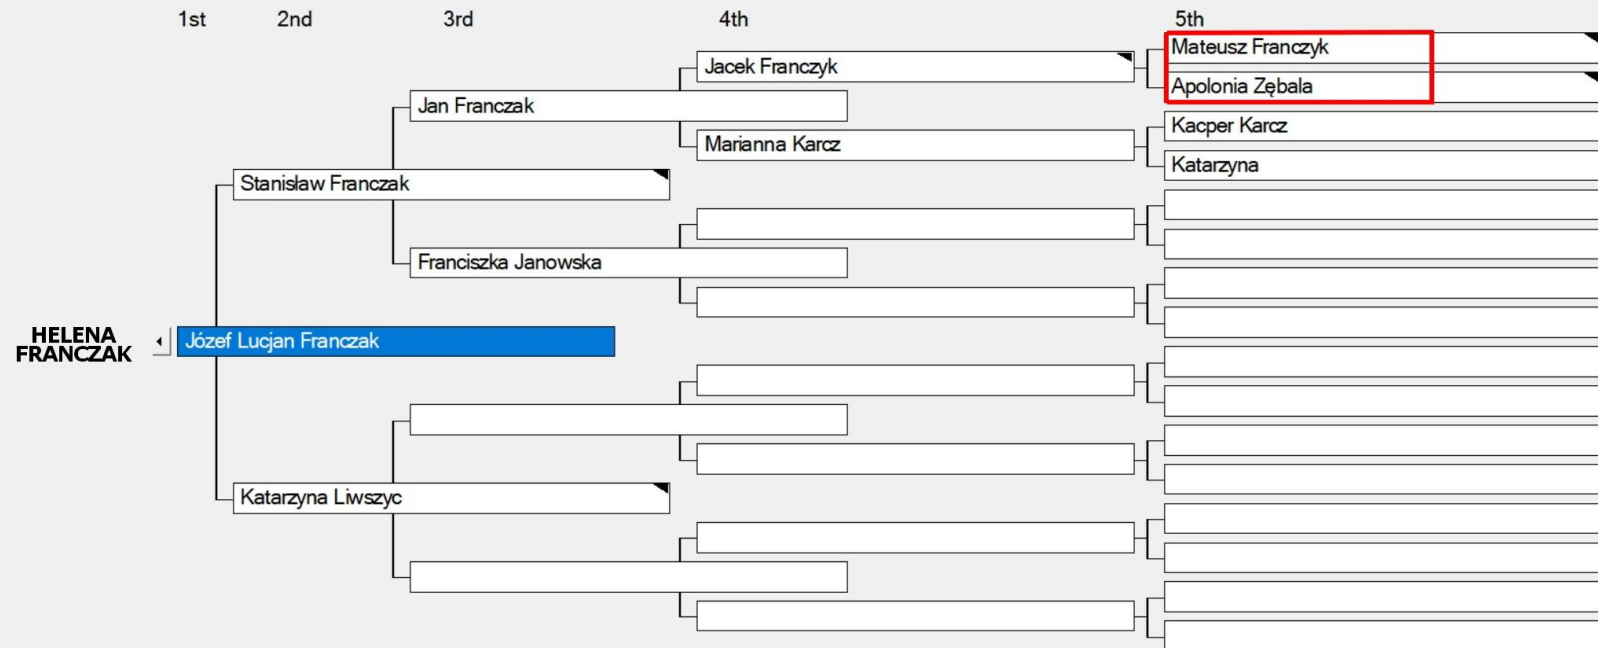 1st 2nd 3rd 4th 5th
Mateusz Franczyk
Jacek Franczyk
Apolonia Zębala
Jan Franczak
Kacper Karcz
Marianna Karcz
Katarzyna
Stanisław Franczak
Franciszka Janowska
HELENA
FRANCZAK
Józef Lucjan Franczak
Katarzyna Liwszyc